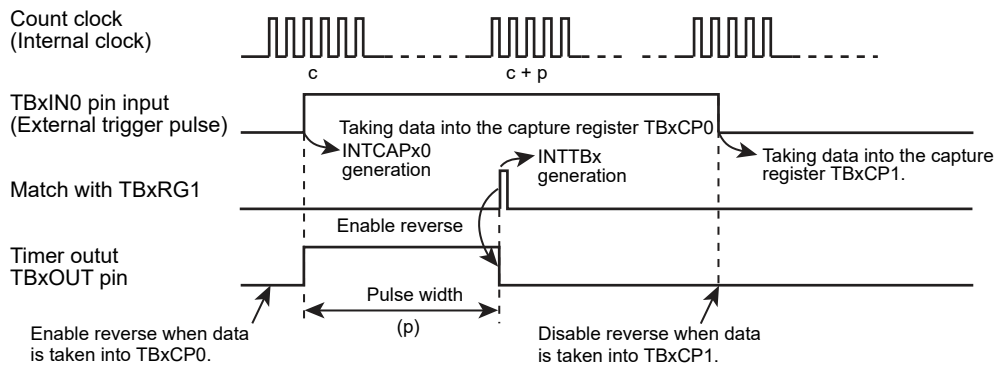 Count clock
(Internal clock)
c
c + p
TBxIN0 pin input
(External trigger pulse)
Taking data into the capture register TBxCP0
INTCAPx0
generation
INTTBx
generation
Taking data into the capture
register TBxCP1.
Match with TBxRG1
Enable reverse
Timer outut
TBxOUT pin
Pulse width
(p)
Enable reverse when data
is taken into TBxCP0.
Disable reverse when data
is taken into TBxCP1.